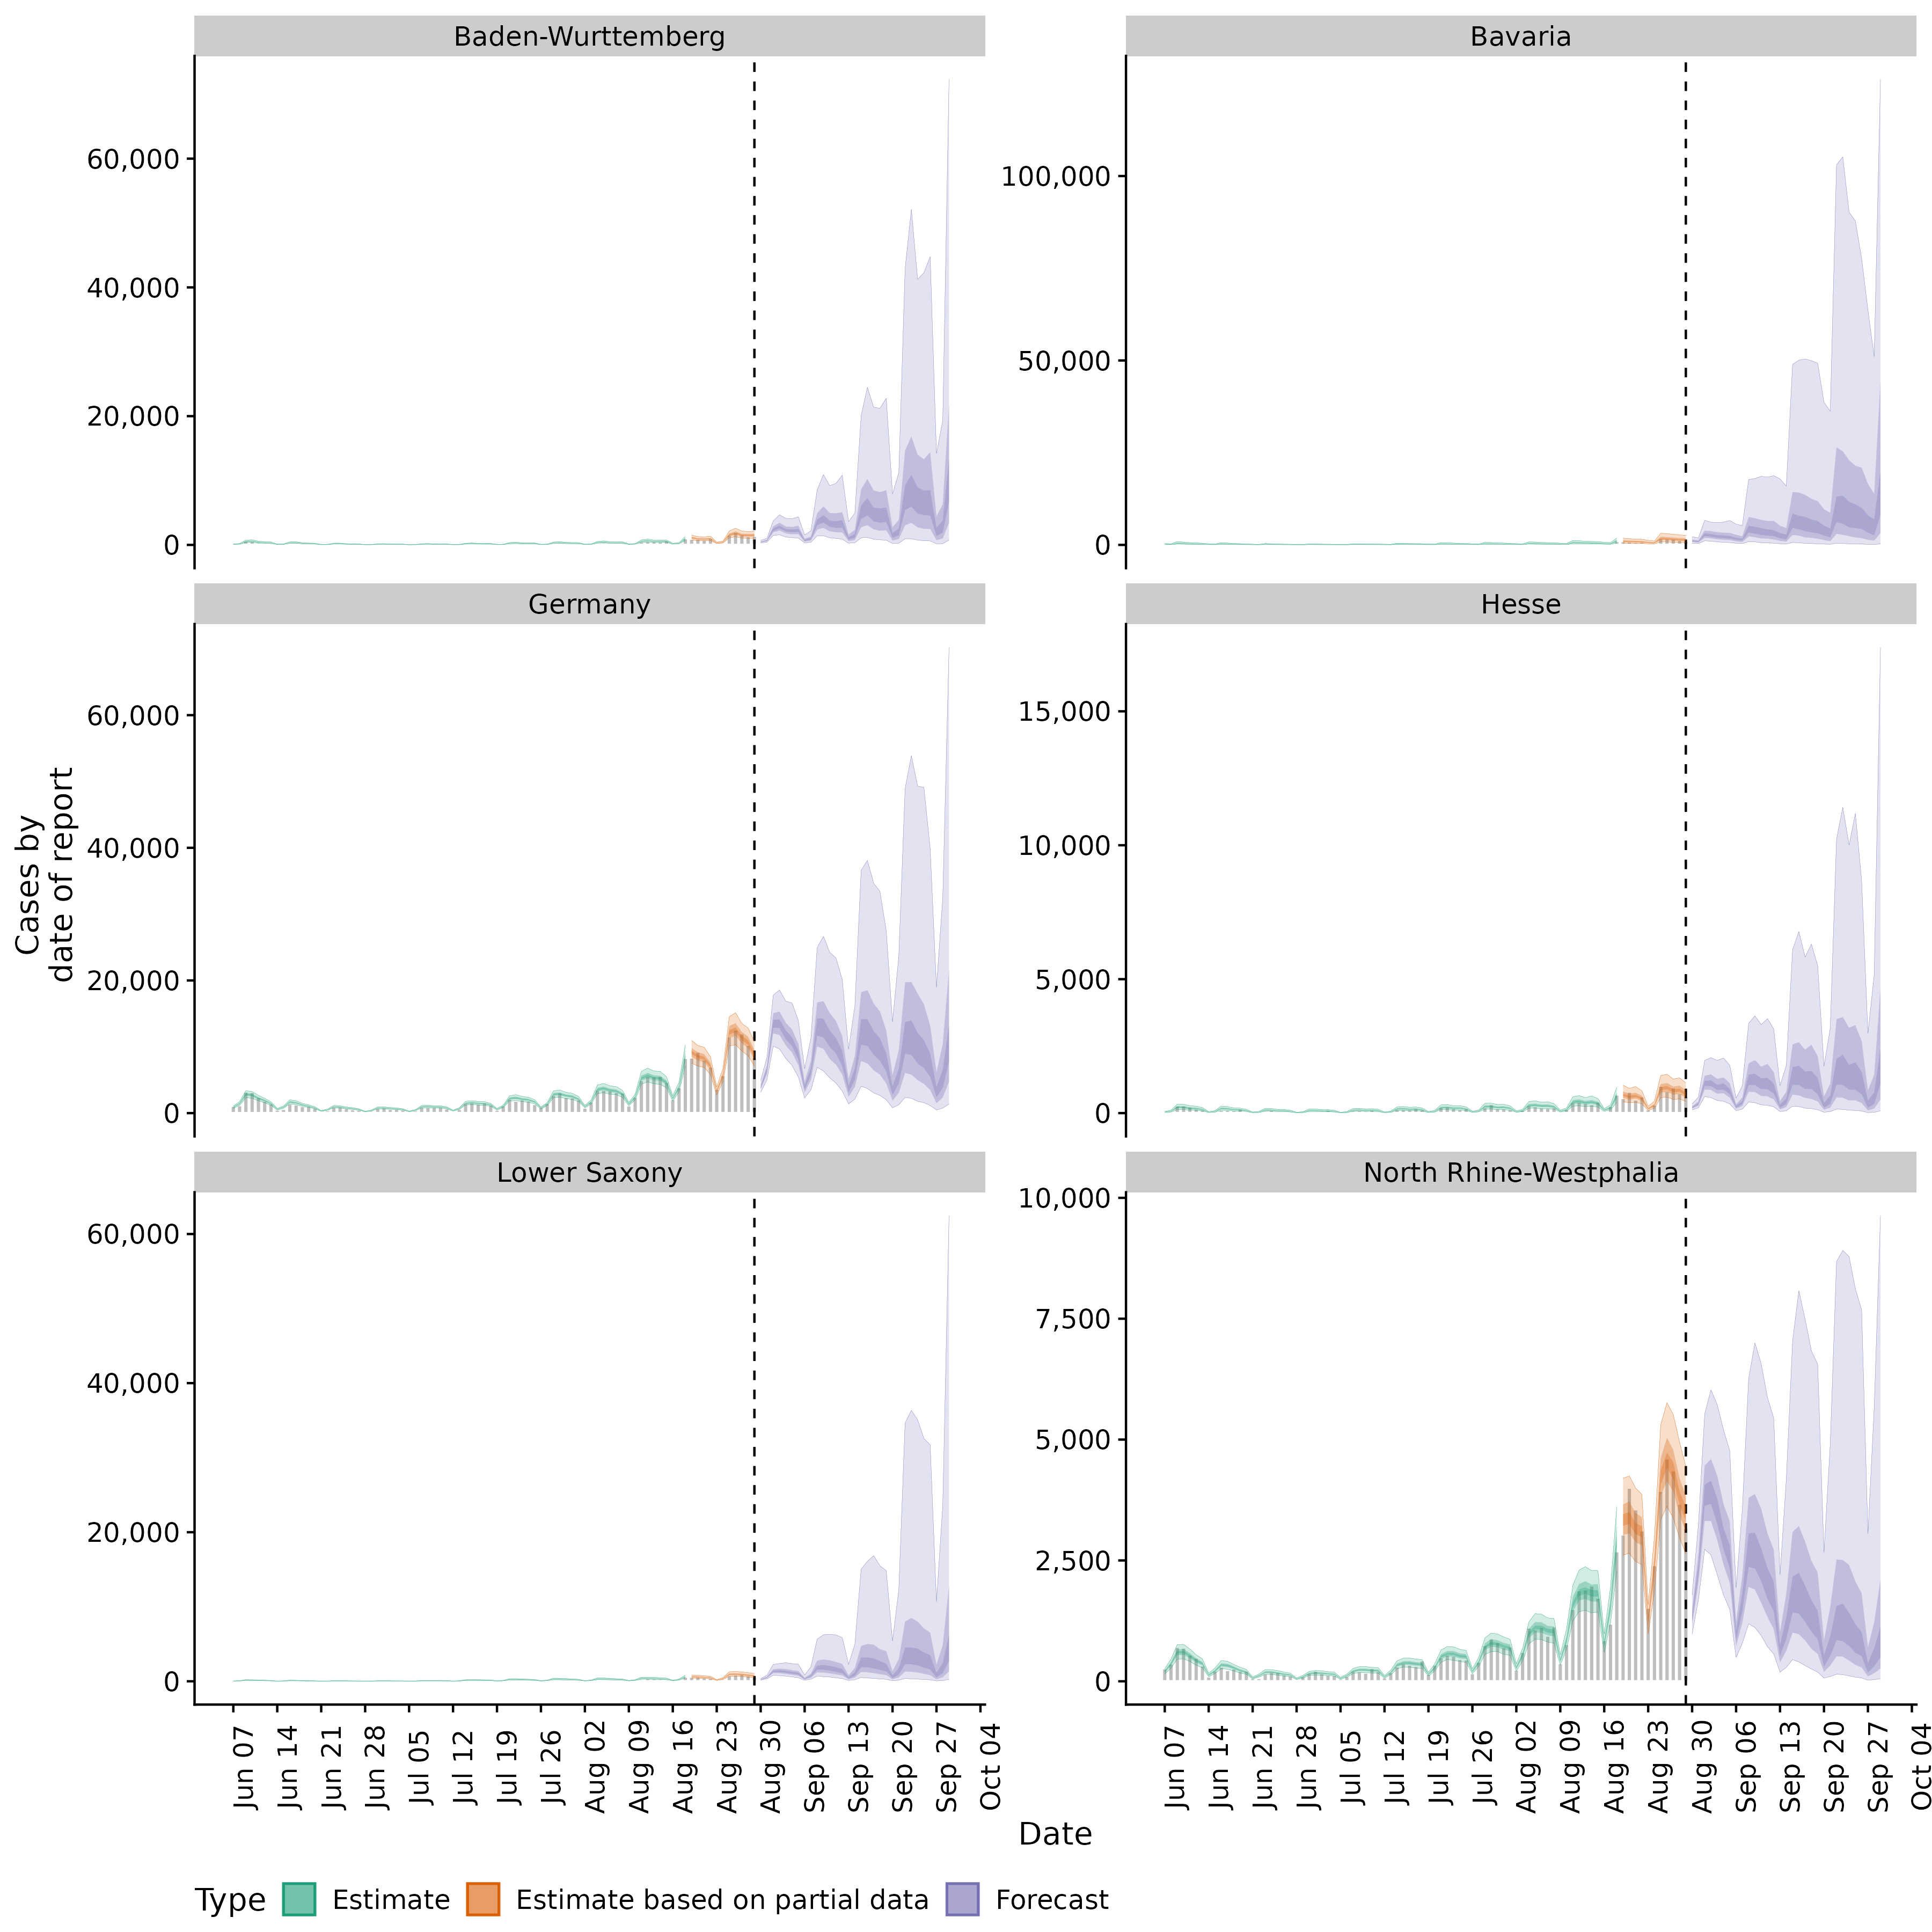 Baden-Wurttemberg
Bavaria
60,000
40,000
20,000
0
100,000
50,000
0
Germany
Hesse
60,000
40,000
20,000
0
15,000
10,000
5,000
0
Cases by
date of report
Lower Saxony
North Rhine-Westphalia
60,000
40,000
20,000
0
10,000
7,500
5,000
2,500
0
Jun 07
Jun 14
Jun 21
Jun 28
Jul 05
Jul 12
Jul 19
Jul 26
Aug 02
Aug 09
Aug 16
Aug 23
Aug 30
Sep 06
Sep 13
Sep 20
Sep 27
Oct 04
Jun 07
Jun 14
Jun 21
Jun 28
Jul 05
Jul 12
Jul 19
Jul 26
Aug 02
Aug 09
Aug 16
Aug 23
Aug 30
Sep 06
Sep 13
Sep 20
Sep 27
Oct 04
Date
Type Estimate Estimate based on partial data Forecast